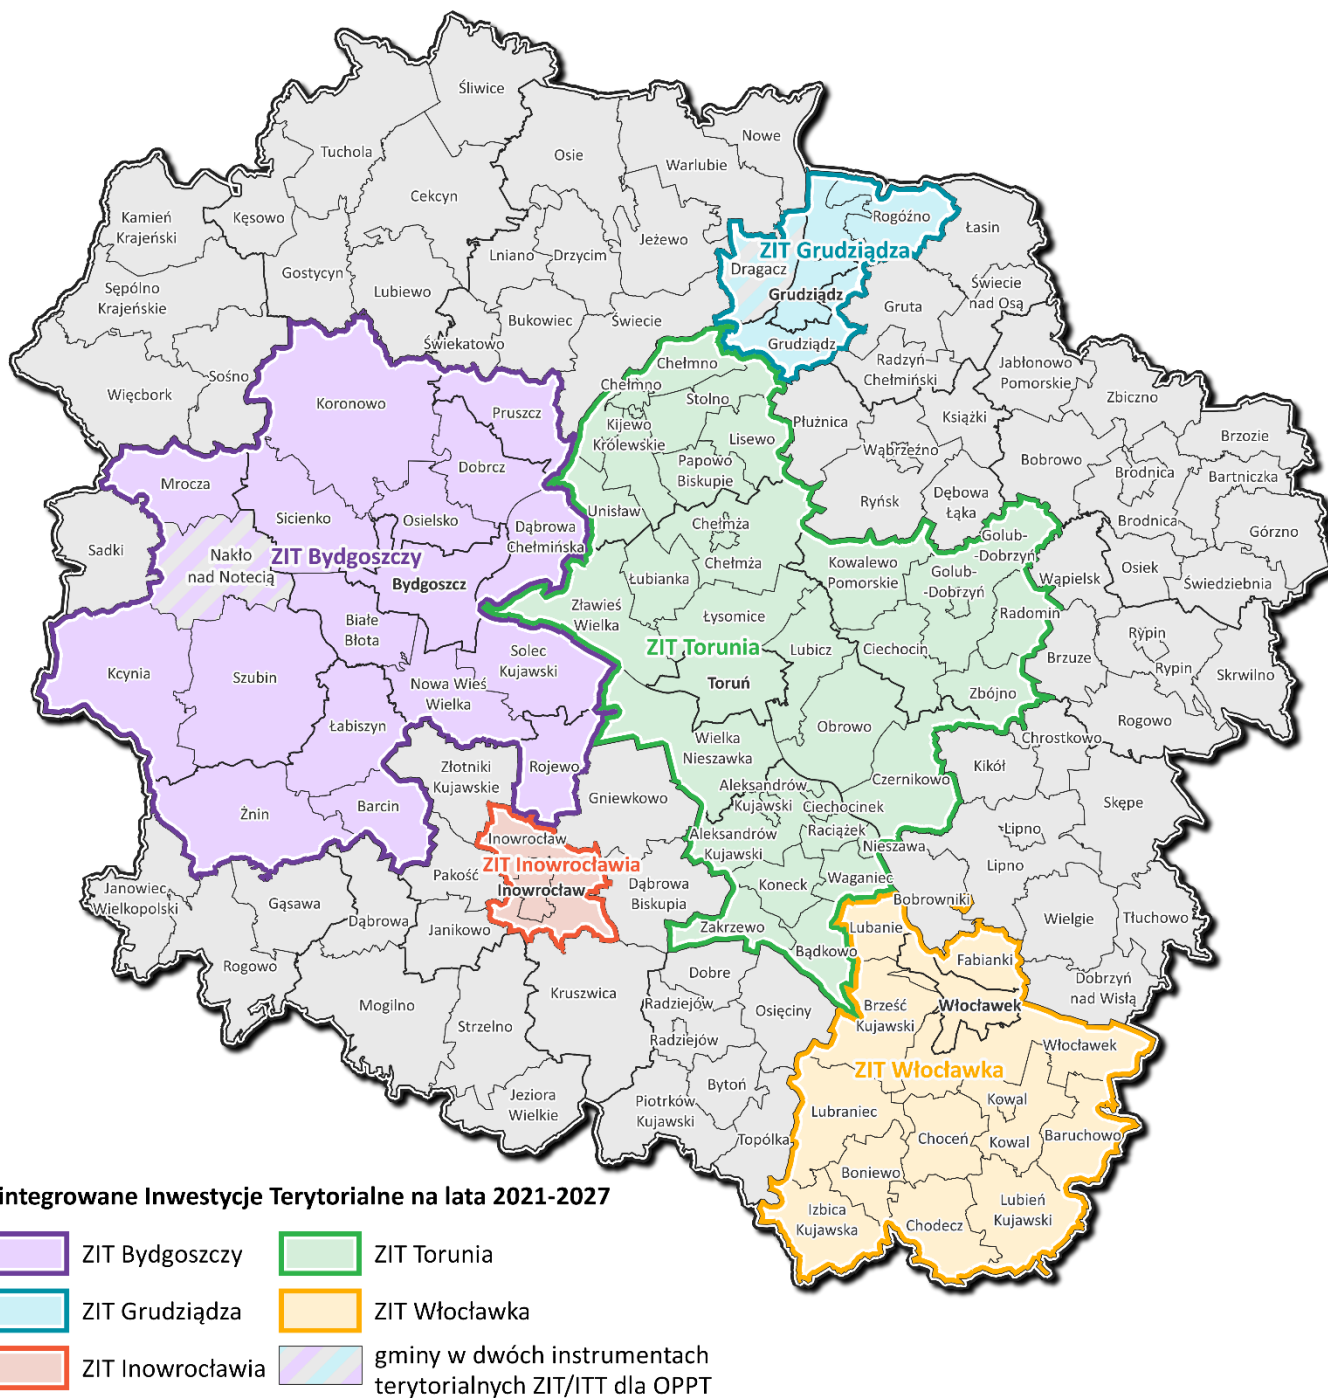 Śliwice
Nowe
Tuchola
Osie
Warlubie
Cekcyn
Kamień
Krajeński
Kęsowo
Rogóźno
Łasin
Jeżewo
Lniano
Drzycim
ZIT Grudziądza
Gostycyn
Dragacz
Sępólno
Krajeńskie
Lubiewo
Grudziądz
Świecie
nad Osą
Gruta
Bukowiec
Świecie
Świekatowo
Grudziądz
Radzyń
Chełmiński
Jabłonowo
Pomorskie
Chełmno
Sośno
Więcbork
Chełmno
Stolno
Zbiczno
Koronowo
Pruszcz
Kijewo
Królewskie
Lisewo
Płużnica
Książki
Wąbrzeźno
Brzozie
Bobrowo
Dobrcz
Papowo
Biskupie
Brodnica
Bartniczka
Mrocza
Ryńsk
Dębowa
Łąka
Sicienko
Osielsko
Unisław
Chełmża
Brodnica
Górzno
Dąbrowa
Chełmińska
Golub-
-Dobrzyń
Sadki
Nakło
nad Notecią
ZIT Bydgoszczy
Chełmża
Kowalewo
Pomorskie
Golub-
-Dobrzyń
Wąpielsk
Osiek
Świedziebnia
Bydgoszcz
Łubianka
Zławieś
Wielka
Łysomice
Radomin
Białe
Błota
Rypin
ZIT Torunia
Lubicz
Ciechocin
Brzuze
Rypin
Skrwilno
Solec
Kujawski
Kcynia
Szubin
Nowa Wieś
Wielka
Toruń
Zbójno
Łabiszyn
Obrowo
Rogowo
Wielka
Nieszawka
Chrostkowo
Złotniki
Kujawskie
Rojewo
Kikół
Czernikowo
Aleksandrów
Kujawski
Gniewkowo
Ciechocinek
Skępe
Żnin
Barcin
Raciążek
Lipno
Inowrocław
Aleksandrów
Kujawski
Nieszawa
ZIT Inowrocławia
Lipno
Pakość
Inowrocław
Dąbrowa
Biskupia
Koneck
Waganiec
Janowiec
Wielkopolski
Gąsawa
Bobrowniki
Dąbrowa
Janikowo
Zakrzewo
Lubanie
Wielgie
Tłuchowo
Bądkowo
Fabianki
Rogowo
Dobre
Dobrzyń
nad Wisłą
Mogilno
Kruszwica
Radziejów
Osięciny
Brześć
Kujawski
Włocławek
Strzelno
Radziejów
Włocławek
ZIT Włocławka
Bytoń
Jeziora
Wielkie
Piotrków
Kujawski
Lubraniec
Kowal
Topólka
Choceń
Kowal
Baruchowo
Boniewo
Izbica
Kujawska
Chodecz
Lubień
Kujawski
integrowane Inwestycje Terytorialne na lata 2021-2027
ZIT Bydgoszczy
ZIT Torunia
ZIT Grudziądza
ZIT Włocławka
ZIT Inowrocławia
gminy w dwóch instrumentach
terytorialnych ZIT/ITT dla OPPT